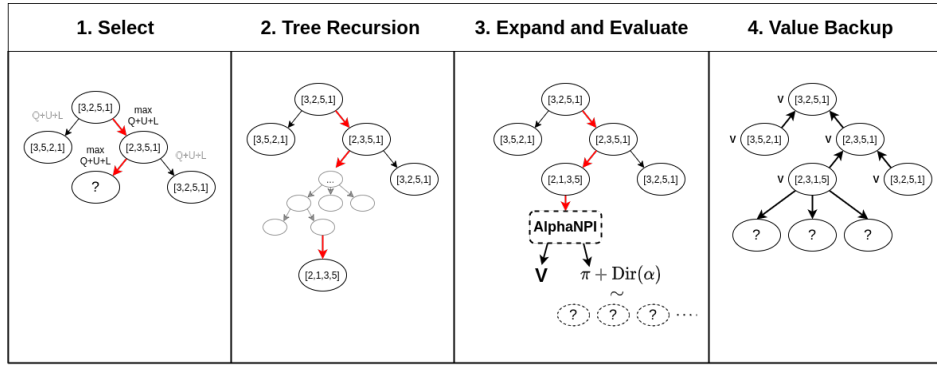 1. Select
2. Tree Recursion
3. Expand and Evaluate
4. Value Backup
[3,2,5,1]
Q+U+L
max
Q+U+L
[3,5,2,1]
[2,3,5,1]
max
Q+U+L
Q+U+L
?
[3,2,5,1]
[3,2,5,1]
[3,5,2,1]
[2,3,5,1]
...
[3,2,5,1]
[2,1,3,5]
[3,2,5,1]
[3,5,2,1]
[2,3,5,1]
[2,1,3,5]
[3,2,5,1]
AlphaNPI
V
π + Dir(α)
~
? ? ? ....
V [3,2,5,1]
V [3,5,2,1]
V [2,3,5,1]
V [2,3,1,5]
V [3,2,5,1]
? ? ?